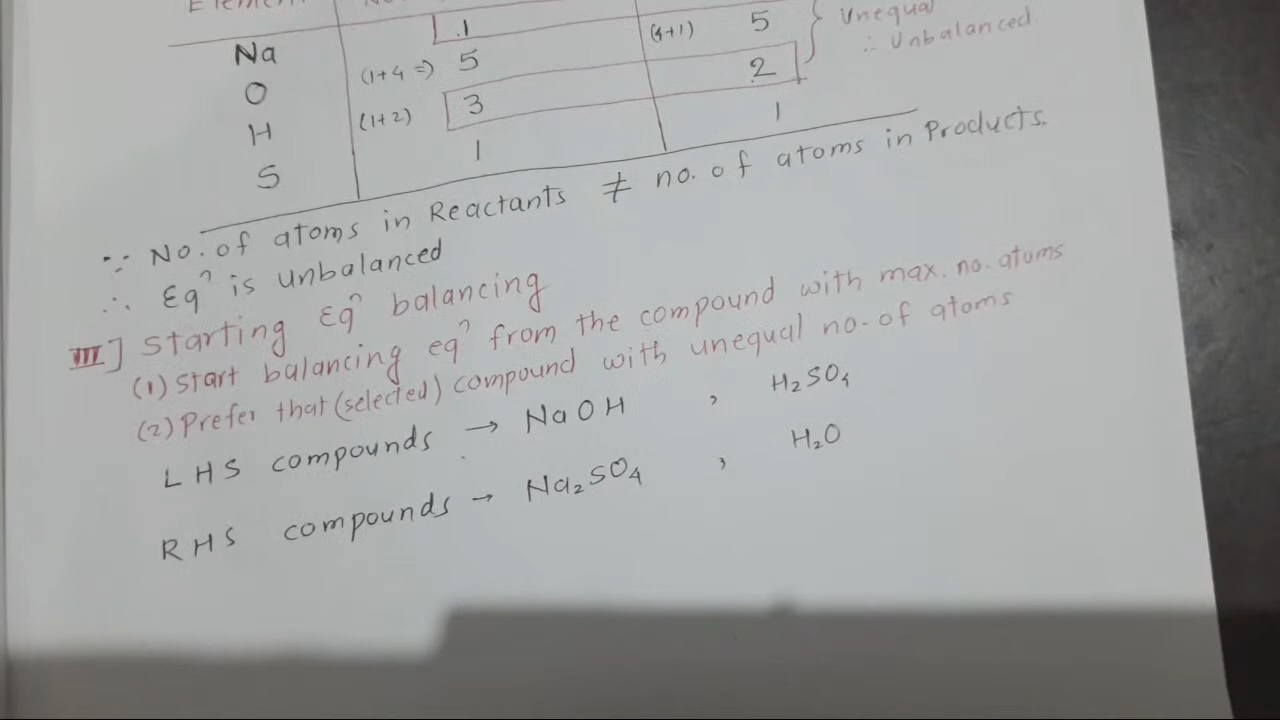 Element
Na 1
O (1+4 =) 5 (4+1) 5 } Unequal
H (1+2) 3 2 ∴ Unbalanced
S 1 1
∵ No. of atoms in Reactants ≠ no. of atoms in Products.
∴ Eqⁿ is Unbalanced
III] Starting Eqⁿ balancing
(1) Start balancing eqⁿ from the compound with max. no. atoms
(2) Prefer that (selected) compound with unequal no. of atoms
LHS compounds → NaOH , H₂SO₄
RHS compounds → Na₂SO₄ , H₂O